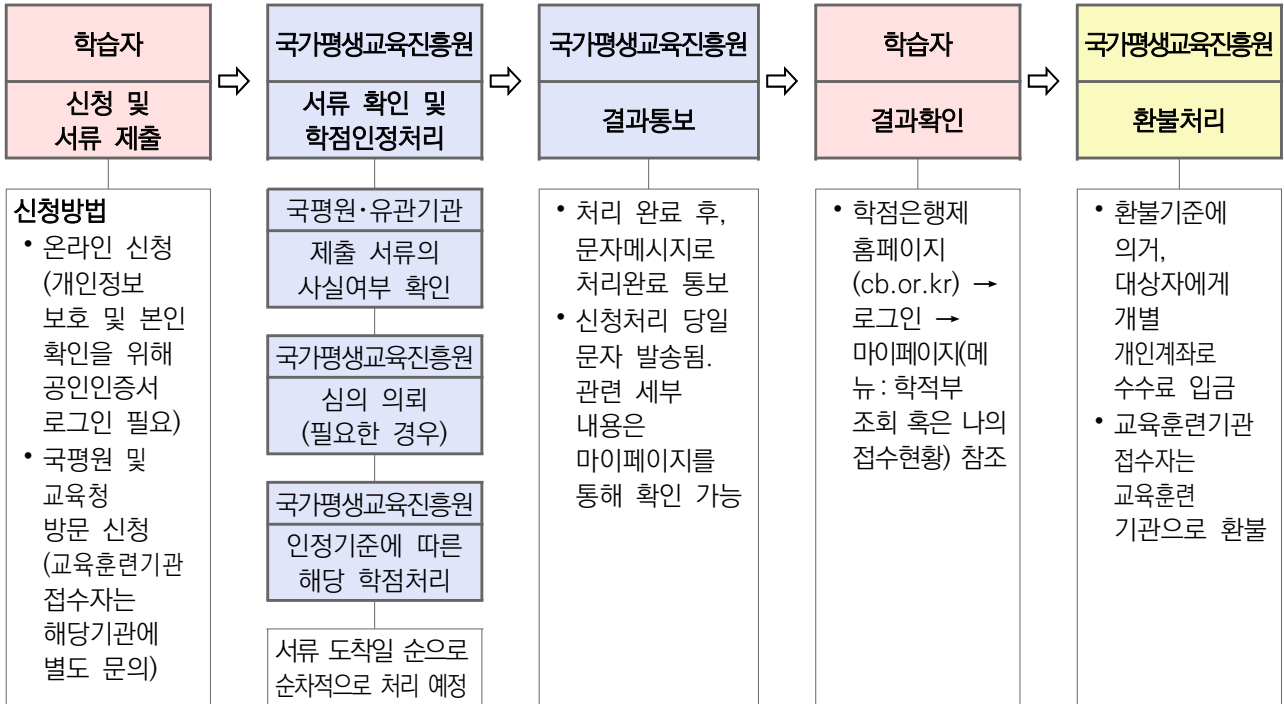 학습자
신청 및
서류 제출
⇨
국가평생교육진흥원
서류 확인 및
학점인정처리
⇨
국가평생교육진흥원
결과통보
⇨
학습자
결과확인
⇨
국가평생교육진흥원
환불처리
신청방법
• 온라인 신청
(개인정보
보호 및 본인
확인을 위해
공인인증서
로그인 필요)
• 국평원 및
교육청
방문 신청
(교육훈련기관
접수자는
해당기관에
별도 문의)
국평원·유관기관
제출 서류의
사실여부 확인
국가평생교육진흥원
심의 의뢰
(필요한 경우)
국가평생교육진흥원
인정기준에 따른
해당 학점처리
서류 도착일 순으로
순차적으로 처리 예정
• 처리 완료 후,
문자메시지로
처리완료 통보
• 신청처리 당일
문자 발송됨.
관련 세부
내용은
마이페이지를
통해 확인 가능
• 학점은행제
홈페이지
(cb.or.kr) →
로그인 →
마이페이지(메
뉴 : 학적부
조회 혹은 나의
접수현황) 참조
• 환불기준에
의거,
대상자에게
개별
개인계좌로
수수료 입금
• 교육훈련기관
접수자는
교육훈련
기관으로 환불